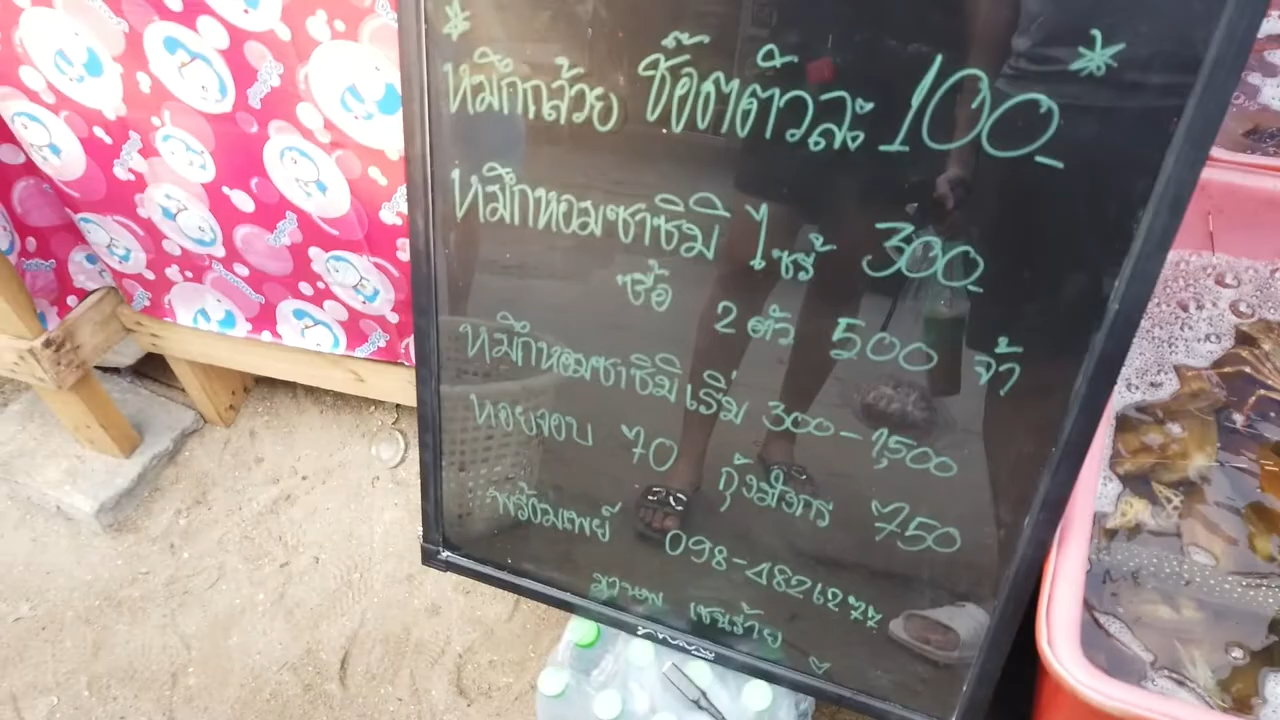 หมึกกล้วย ช๊อตตัวละ 100-
หมึกหอมซาซิมิ ไซรี้ 300-
ซื้อ 2 ตัว 500 จ้า
หมึกหอมซาซิมิ เริ่ม 300-1,500
หอยจอบ 70 กุ้งมังกร 750
พร้อมเพย์ 098-4826277